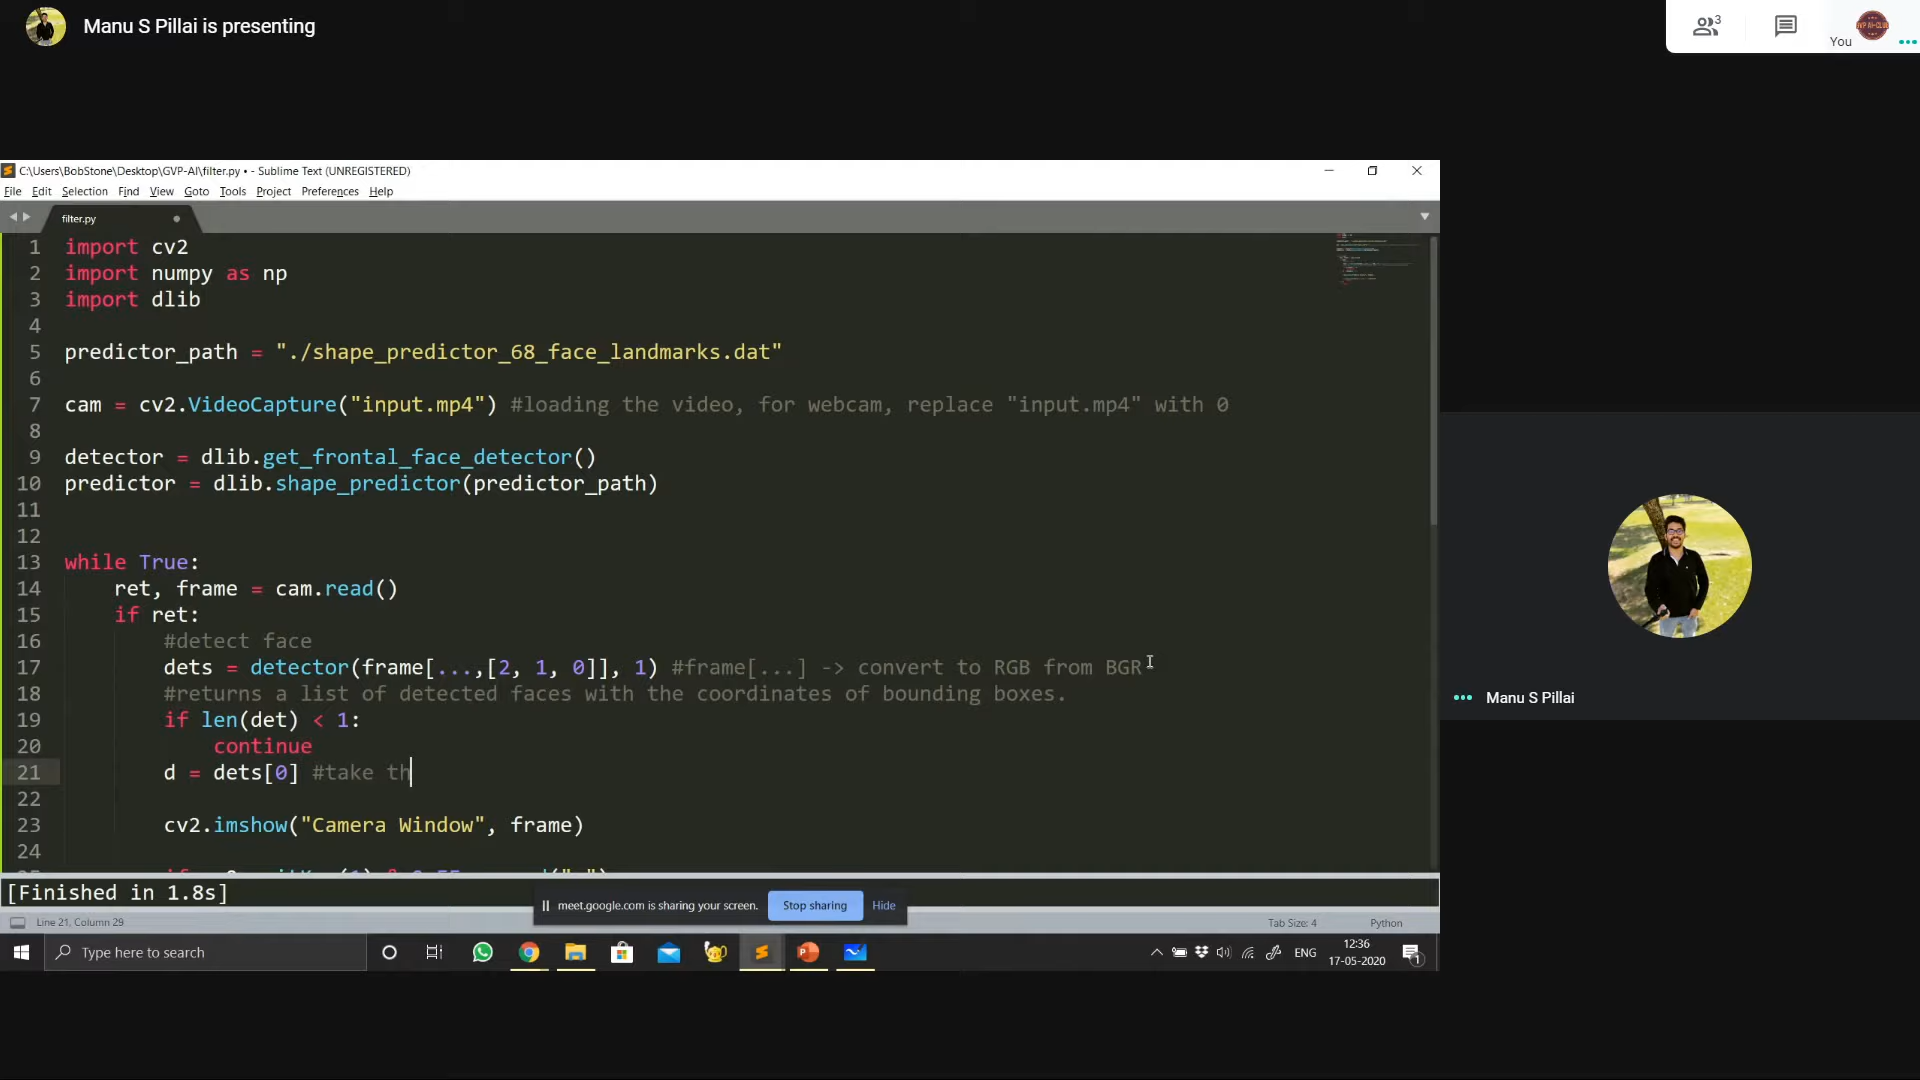 Manu S Pillai is presenting
3
You
C:\Users\BobStone\Desktop\GVP-AI\filter.py • - Sublime Text (UNREGISTERED)
File Edit Selection Find View Goto Tools Project Preferences Help
filter.py
1 import cv2
2 import numpy as np
3 import dlib
4
5 predictor_path = "./shape_predictor_68_face_landmarks.dat"
6
7 cam = cv2.VideoCapture("input.mp4") #loading the video, for webcam, replace "input.mp4" with 0
8
9 detector = dlib.get_frontal_face_detector()
10 predictor = dlib.shape_predictor(predictor_path)
11
12
13 while True:
14 ret, frame = cam.read()
15 if ret:
16 #detect face
17 dets = detector(frame[...,[2, 1, 0]], 1) #frame[...] -> convert to RGB from BGR
18 #returns a list of detected faces with the coordinates of bounding boxes.
19 if len(det) < 1:
20 continue
21 d = dets[0] #take th
22
23 cv2.imshow("Camera Window", frame)
24
Manu S Pillai
[Finished in 1.8s]
meet.google.com is sharing your screen. Stop sharing Hide
Line 21, Column 29
Tab Size: 4 Python
Type here to search
ENG
12:36
17-05-2020
1